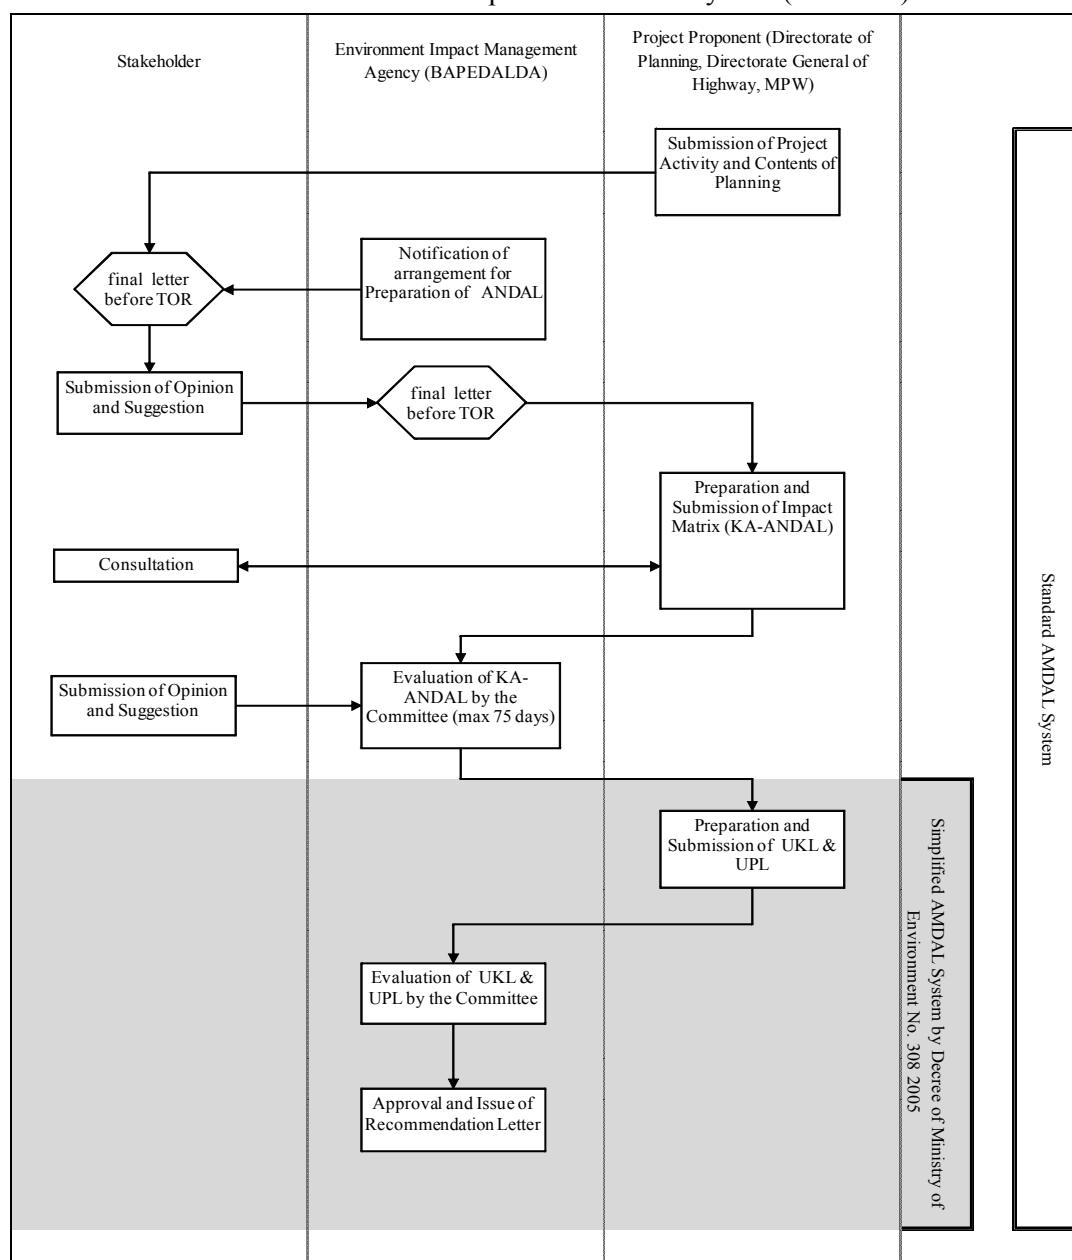 Stakeholder
Environment Impact Management
Agency (BAPEDALDA)
Project Proponent (Directorate of
Planning, Directorate General of
Highway, MPW)
Submission of Project
Activity and Contents of
Planning
final letter
before TOR
Notification of
arrangement for
Preparation of ANDAL
Submission of Opinion
and Suggestion
final letter
before TOR
Preparation and
Submission of Impact
Matrix (KA-ANDAL)
Consultation
Evaluation of KA-
ANDAL by the
Committee (max 75 days)
Submission of Opinion
and Suggestion
Preparation and
Submission of UKL &
UPL
Evaluation of UKL &
UPL by the Committee
Approval and Issue of
Recommendation Letter
Simplified AMDAL System by Decree of Ministry of
Environment No. 308 2005
Standard AMDAL System